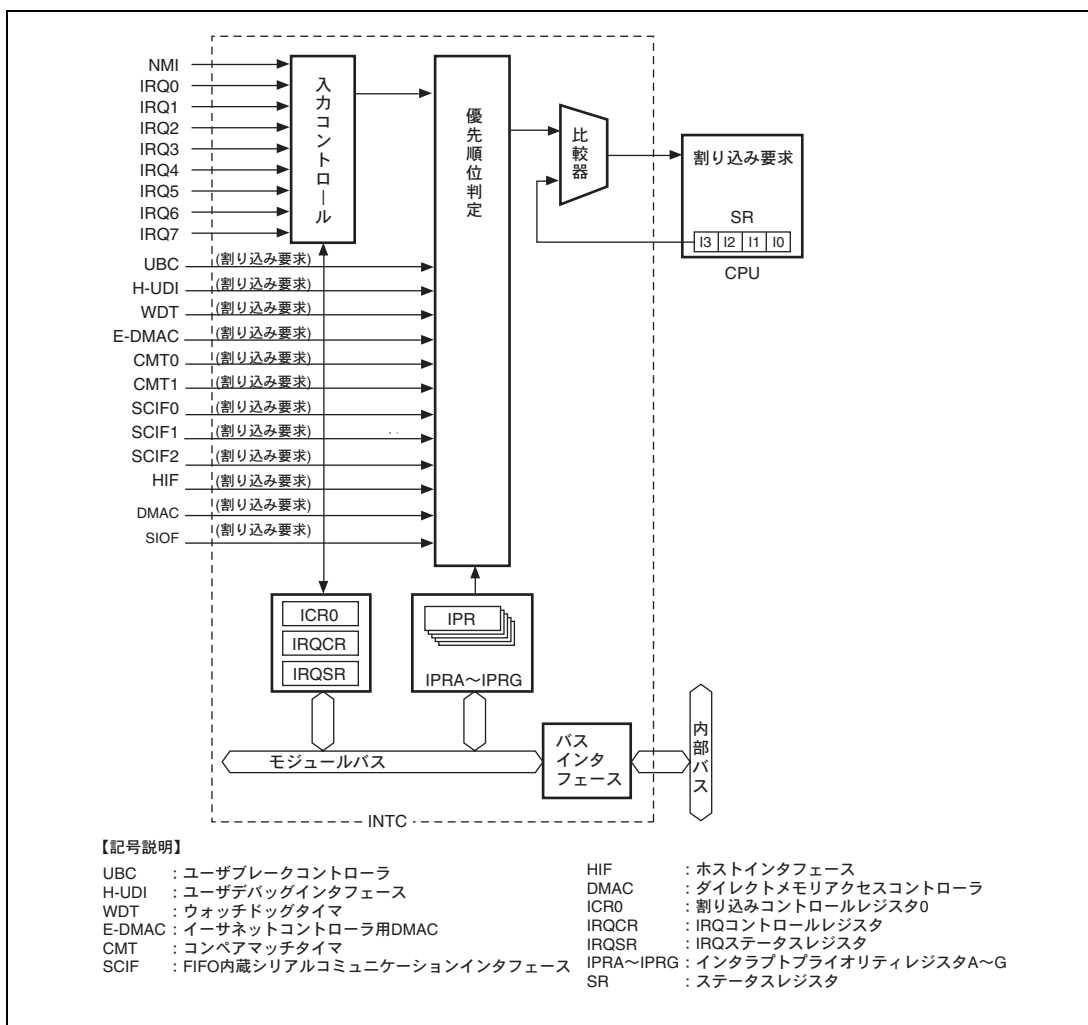 NMI
IRQ0
IRQ1
IRQ2
IRQ3
IRQ4
IRQ5
IRQ6
IRQ7
入力コントロール
優先順位判定
比較器
割り込み要求
SR
I3 I2 I1 I0
CPU
UBC (割り込み要求)
H-UDI (割り込み要求)
WDT (割り込み要求)
E-DMAC (割り込み要求)
CMT0 (割り込み要求)
CMT1 (割り込み要求)
SCIF0 (割り込み要求)
SCIF1 (割り込み要求)
SCIF2 (割り込み要求)
HIF (割り込み要求)
DMAC (割り込み要求)
SIOF (割り込み要求)
ICR0
IRQCR
IRQSR
IPR
IPRA～IPRG
モジュールバス
バス
インタ
フェース
内部バス
INTC
【記号説明】
UBC : ユーザブレークコントローラ
H-UDI : ユーザデバッグインタフェース
WDT : ウォッチドッグタイマ
E-DMAC : イーサネットコントローラ用DMAC
CMT : コンペアマッチタイマ
SCIF : FIFO内蔵シリアルコミュニケーションインタフェース
HIF : ホストインタフェース
DMAC : ダイレクトメモリアクセスコントローラ
ICR0 : 割り込みコントロールレジスタ0
IRQCR : IRQコントロールレジスタ
IRQSR : IRQステータスレジスタ
IPRA～IPRG : インタラプトプライオリティレジスタA～G
SR : ステータスレジスタ